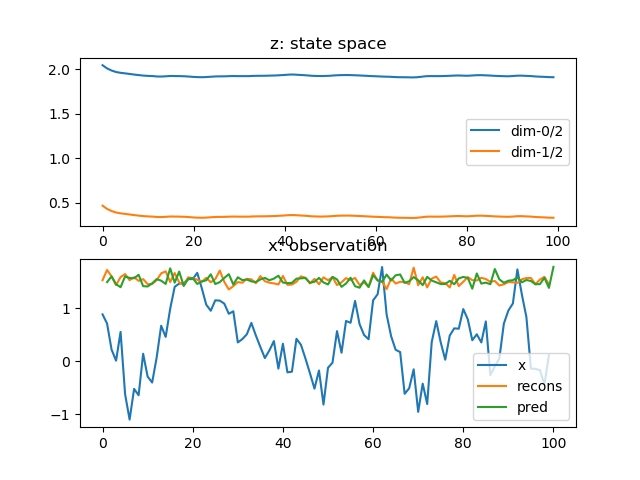 z: state space
2.0
1.5
1.0
0.5
dim-0/2
dim-1/2
0 20 40 60 80 100
x: observation
1
0
−1
x
recons
pred
0 20 40 60 80 100